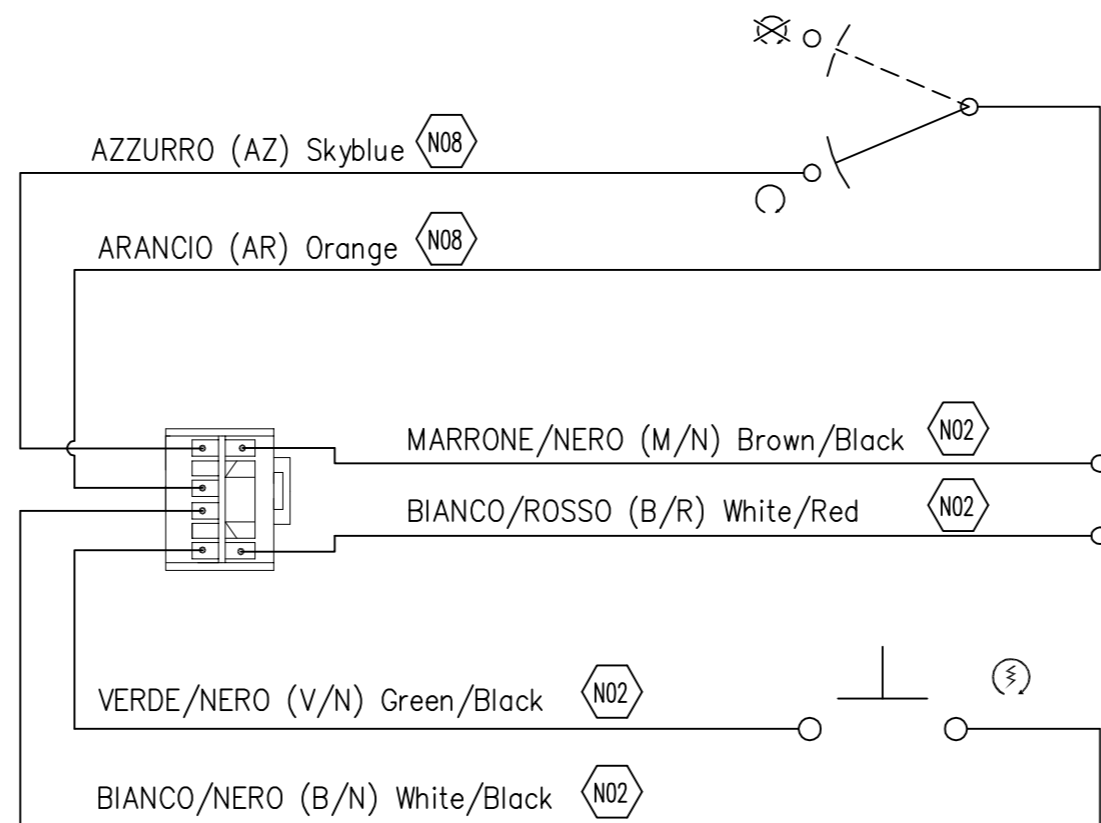 AZZURRO (AZ) Skyblue N08
ARANCIO (AR) Orange N08
MARRONE/NERO (M/N) Brown/Black N02
BIANCO/ROSSO (B/R) White/Red N02
VERDE/NERO (V/N) Green/Black N02
BIANCO/NERO (B/N) White/Black N02